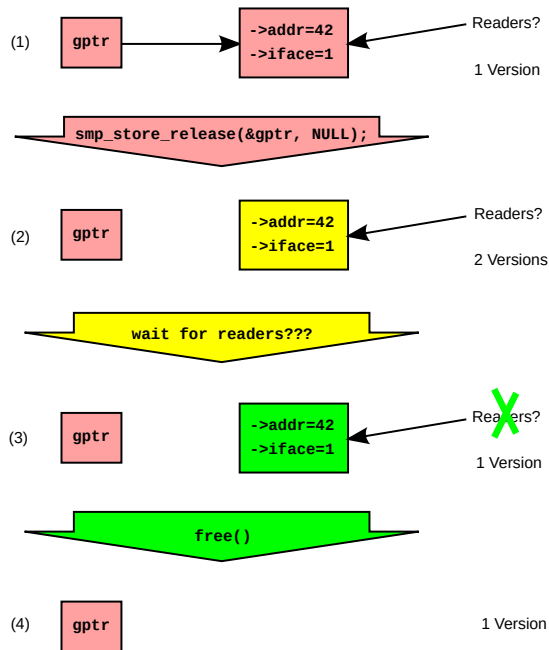 (1)
gptr
->addr=42
->iface=1
Readers?
1 Version
smp_store_release(&gptr, NULL);
(2)
gptr
->addr=42
->iface=1
Readers?
2 Versions
wait for readers???
(3)
gptr
->addr=42
->iface=1
Readers?
1 Version
free()
(4)
gptr
1 Version